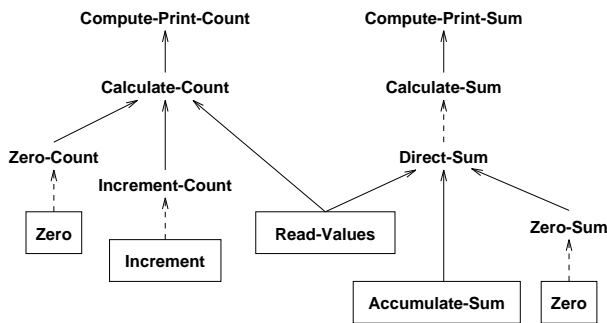 Compute-Print-Count Compute-Print-Sum
Calculate-Count Calculate-Sum
Zero-Count Direct-Sum
Increment-Count
Zero Read-Values Zero-Sum
Increment
Accumulate-Sum Zero